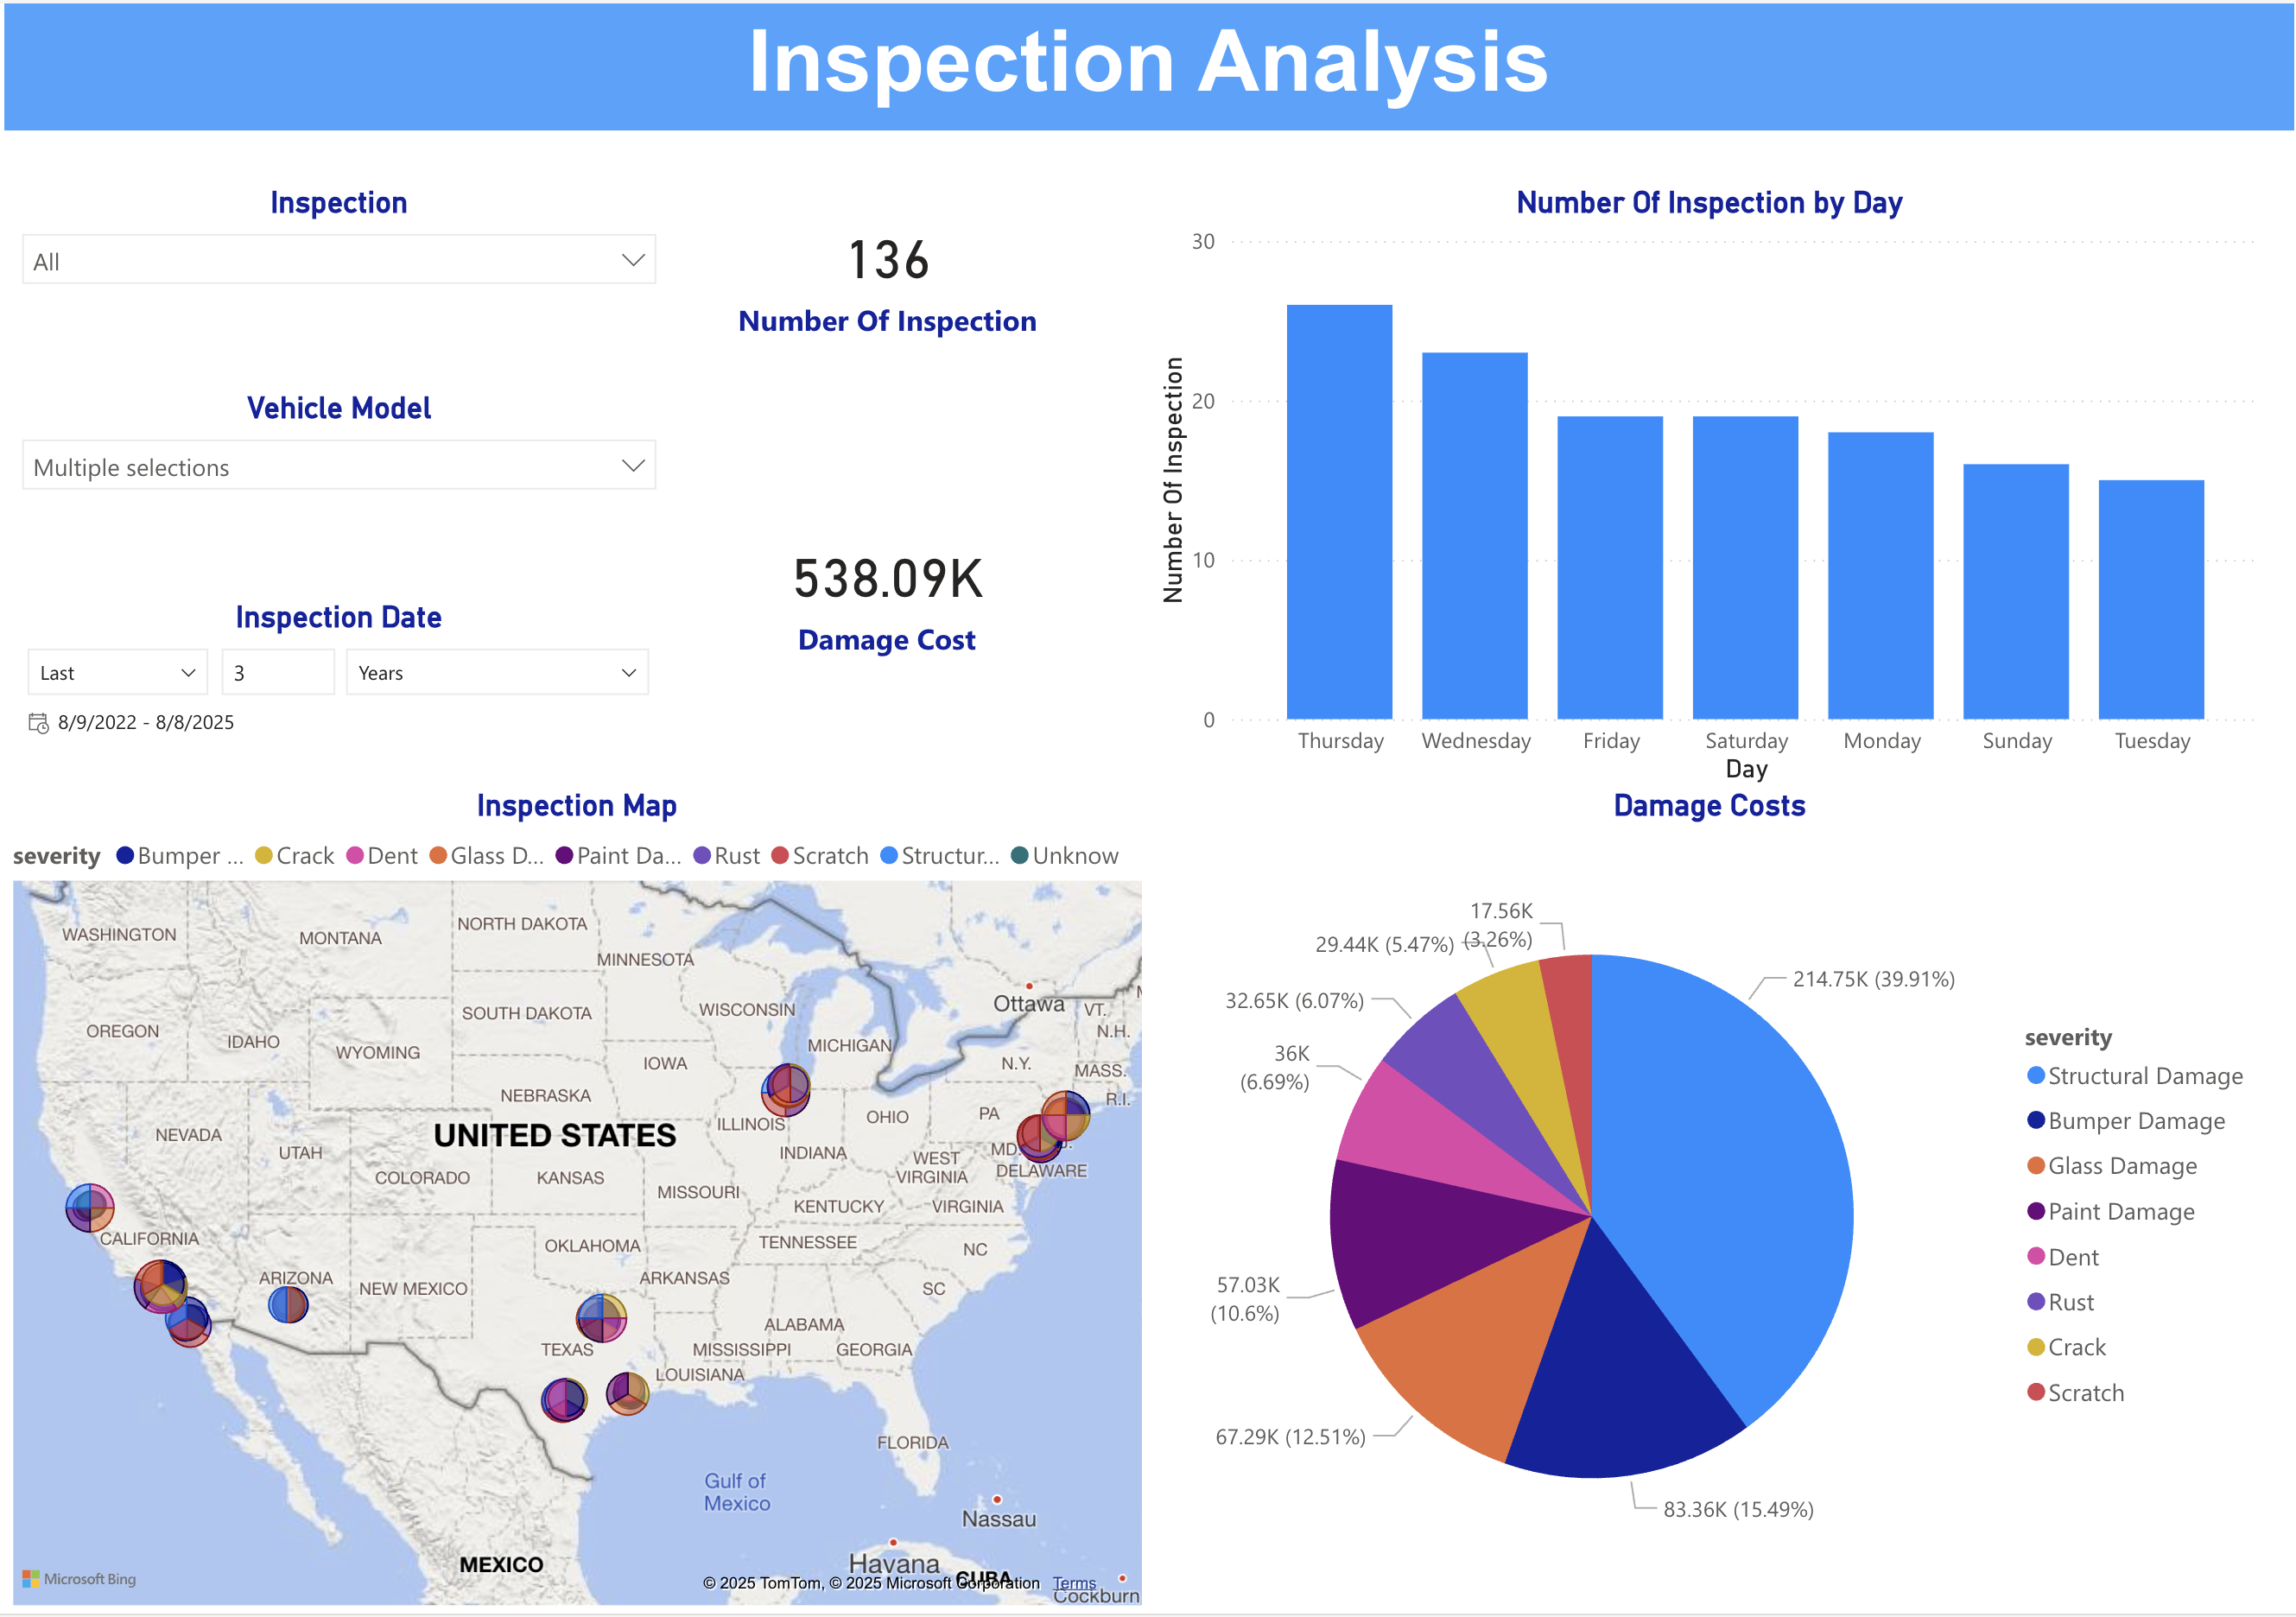 Inspection Analysis
Inspection
All
136
Number Of Inspection
Vehicle Model
Multiple selections
538.09K
Damage Cost
Inspection Date
Last
3
Years
8/9/2022 - 8/8/2025
Number Of Inspection by Day
Number Of Inspection
30
20
10
0
Thursday Wednesday Friday Saturday Monday Sunday Tuesday
Day
Inspection Map
severity Bumper ... Crack Dent Glass D... Paint Da... Rust Scratch Structur... Unknow
WASHINGTON
MONTANA
NORTH DAKOTA
MINNESOTA
Ottawa
VT.
N.H.
OREGON
IDAHO
SOUTH DAKOTA
WISCONSIN
WYOMING
MICHIGAN
IOWA
N.Y.
MASS.
R.I.
NEBRASKA
ILLINOIS
OHIO
PA
NEVADA
UNITED STATES
UTAH
INDIANA
MD.
WEST
VIRGINIA
DELAWARE
COLORADO
KANSAS
MISSOURI
KENTUCKY
VIRGINIA
CALIFORNIA
OKLAHOMA
TENNESSEE
NC
ARIZONA
NEW MEXICO
ARKANSAS
SC
ALABAMA
TEXAS
MISSISSIPPI
GEORGIA
LOUISIANA
FLORIDA
Gulf of
Mexico
Nassau
MEXICO
Havana
CUBA
Cockburn
Microsoft Bing
© 2025 TomTom, © 2025 Microsoft Corporation Terms
Damage Costs
17.56K
(3.26%)
29.44K (5.47%)
214.75K (39.91%)
32.65K (6.07%)
36K
(6.69%)
57.03K
(10.6%)
67.29K (12.51%)
83.36K (15.49%)
severity
Structural Damage
Bumper Damage
Glass Damage
Paint Damage
Dent
Rust
Crack
Scratch